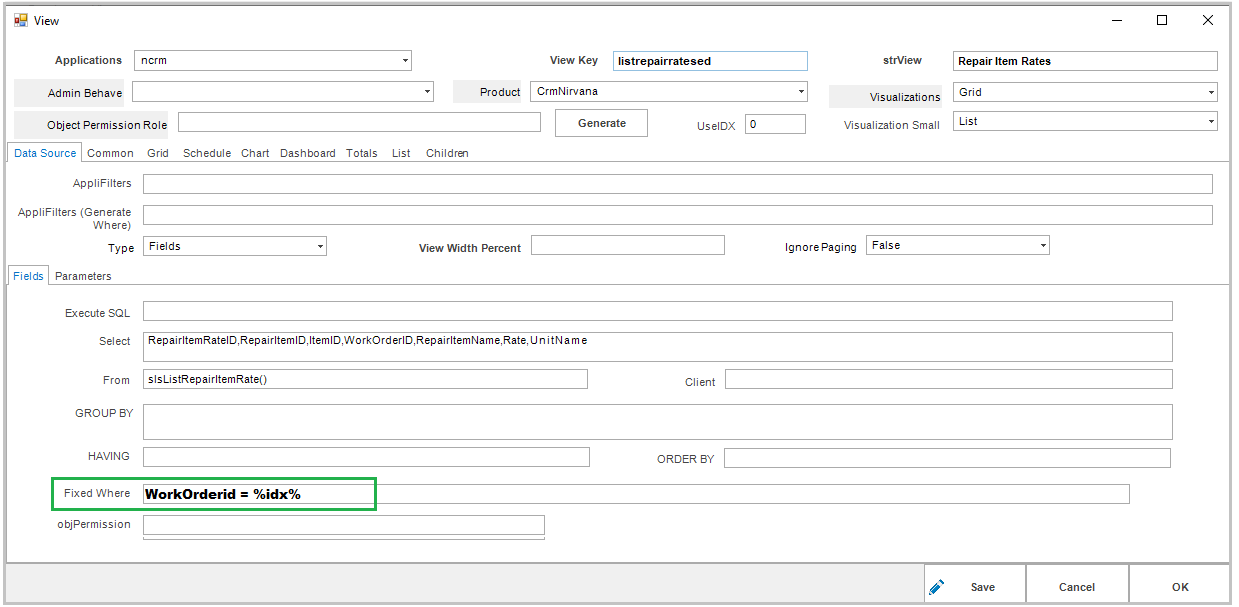 View
Applications ncrm View Key listrepairratesed strView Repair Item Rates
Admin Behave Product CrmNirvana Visualizations Grid
Object Permission Role Generate UseIDX 0 Visualization Small List
Data Source Common Grid Schedule Chart Dashboard Totals List Children
AppliFilters
AppliFilters (Generate
Where)
Type Fields View Width Percent Ignore Paging False
Fields Parameters
Execute SQL
Select RepairItemRateID,RepairItemID,ItemID,WorkOrderID,RepairItemName,Rate,UnitName
From slsListRepairItemRate()
Client
GROUP BY
HAVING
ORDER BY
Fixed Where WorkOrderid = %idx%
objPermission
Save Cancel OK